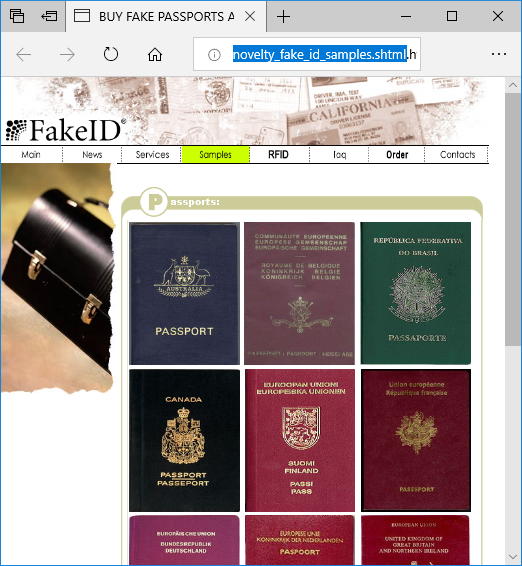 BUY FAKE PASSPORTS A
novelty_fake_id_samples.shtml.h
DRIVER LICENSE
CALIFORNIA
FakeID®
Main
News
Services
Samples
RFID
faq
Order
Contacts
Passports:
AUSTRALIA
PASSPORT
COMMUNAUTE EUROPEENNE
EUROPESE GEMEENSCHAP
EUROPÄISCHE GEMEINSCHAFT
ROYAUME DE BELGIQUE
KONINKRIJK BELGIE
KÖNIGREICH BELGIEN
REPÚBLICA FEDERATIVA
DO BRASIL
PASSAPORTE
CANADA
PASSPORT
PASSEPORT
EUROOPAN UNIONI
EUROPEISKA UNIONEN
SUOMI
FINLAND
PASSI
PASS
Union européenne
République française
PASSEPORT
EUROPÄISCHE UNION
BUNDESREPUBLIK
DEUTSCHLAND
EUROPESE UNIE
KONINKRIJK DER NEDERLANDEN
PASPOORT
EUROPEAN UNION
UNITED KINGDOM OF
GREAT BRITAIN
AND NORTHERN IRELAND